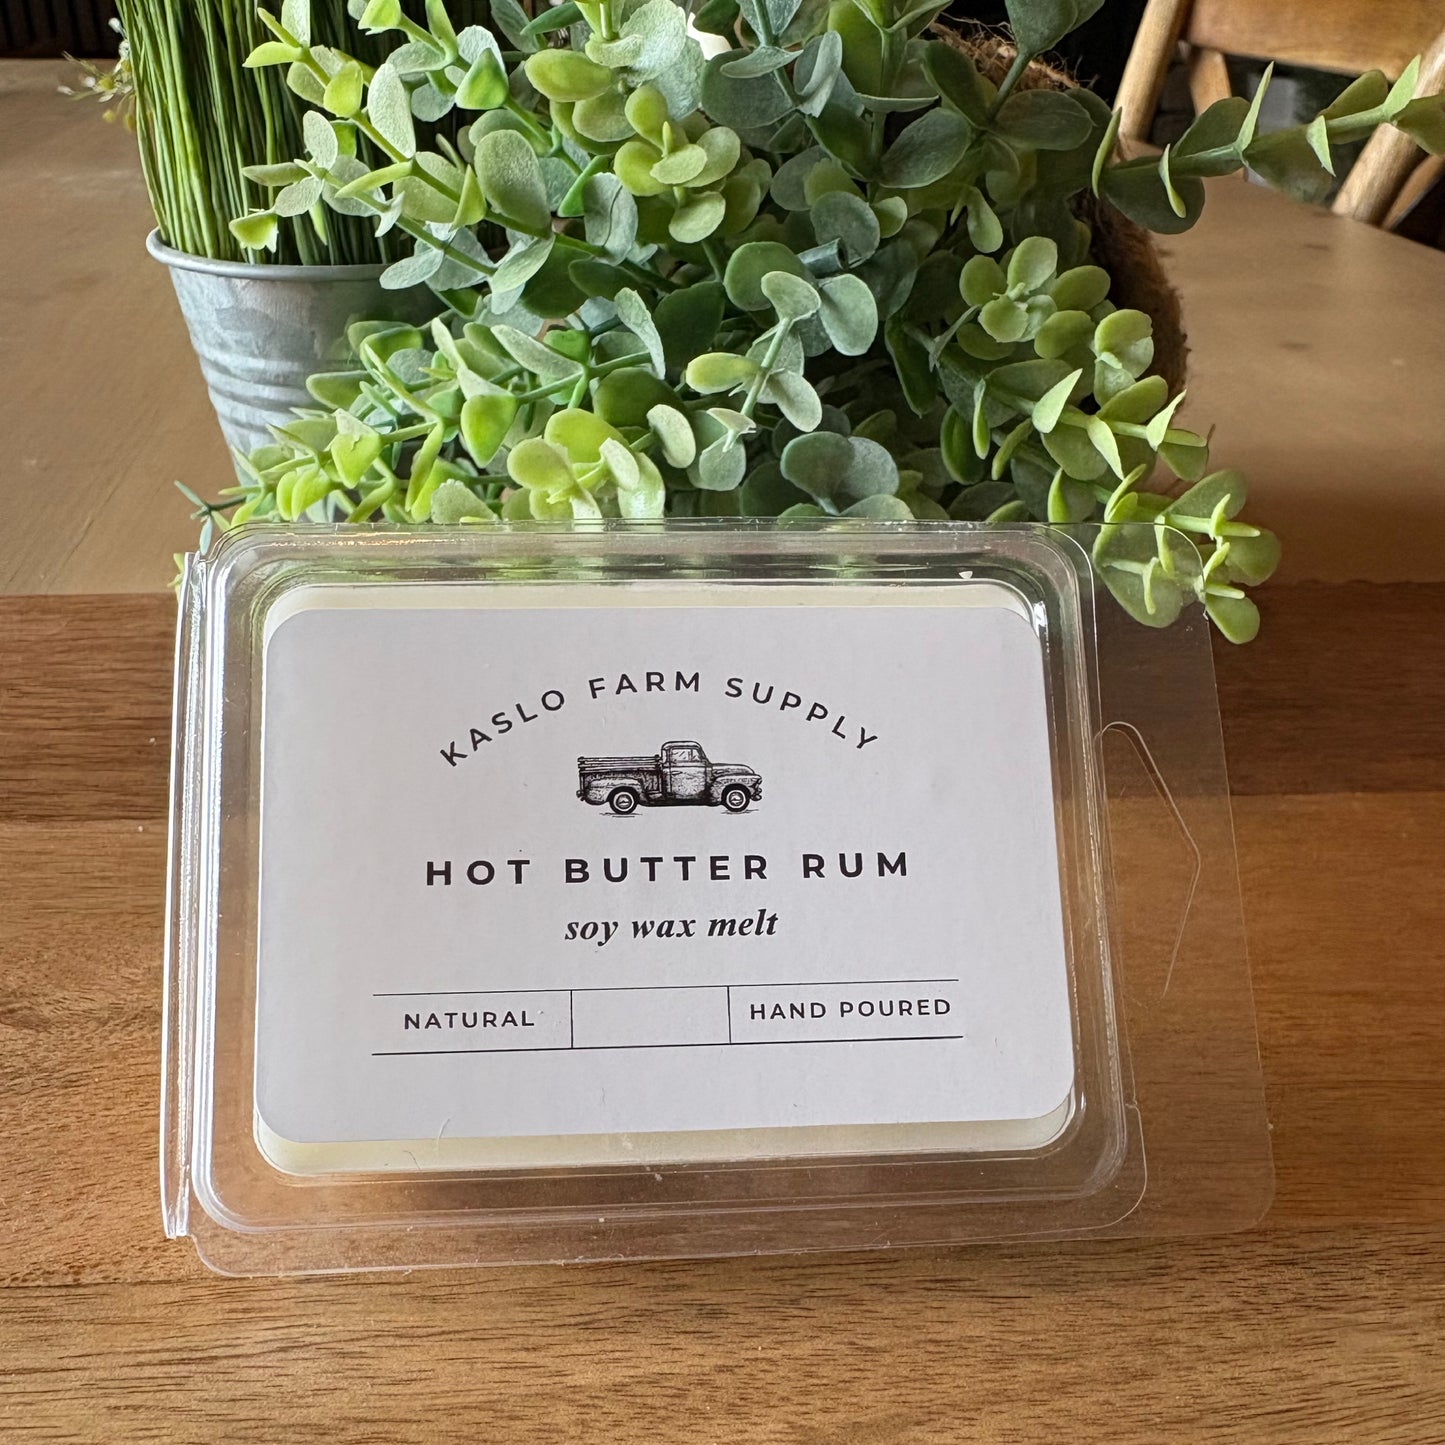 KASLO FARM SUPPLY
HOT BUTTER RUM
soy wax melt
NATURAL
HAND POURED